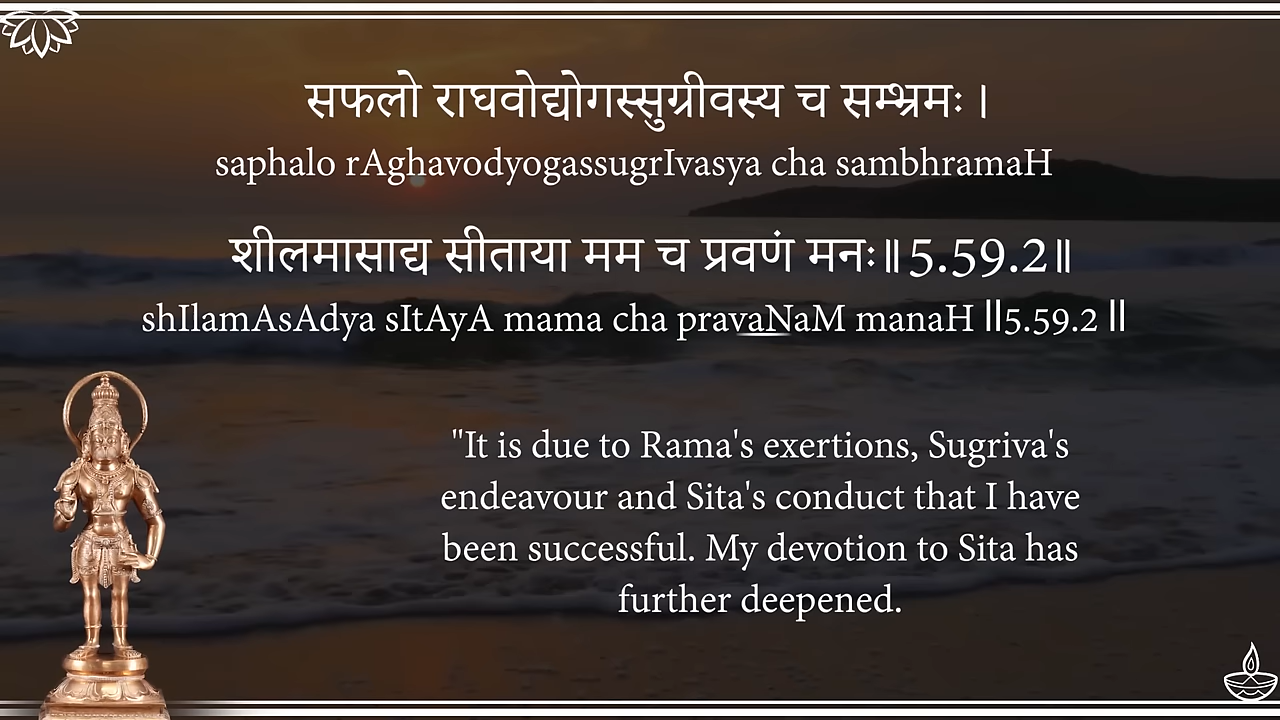 सफलो राघवोद्योगस्सुग्रीवस्य च सम्भ्रमः ।
saphalo rAghavodyogassugrIvasya cha sambhramaH
शीलमासाद्य सीताया मम च प्रवणं मनः॥5.59.2॥
shIlamAsAdya sItAyA mama cha pravaNaM manaH ॥5.59.2 ॥
"It is due to Rama's exertions, Sugriva's
endeavour and Sita's conduct that I have
been successful. My devotion to Sita has
further deepened.